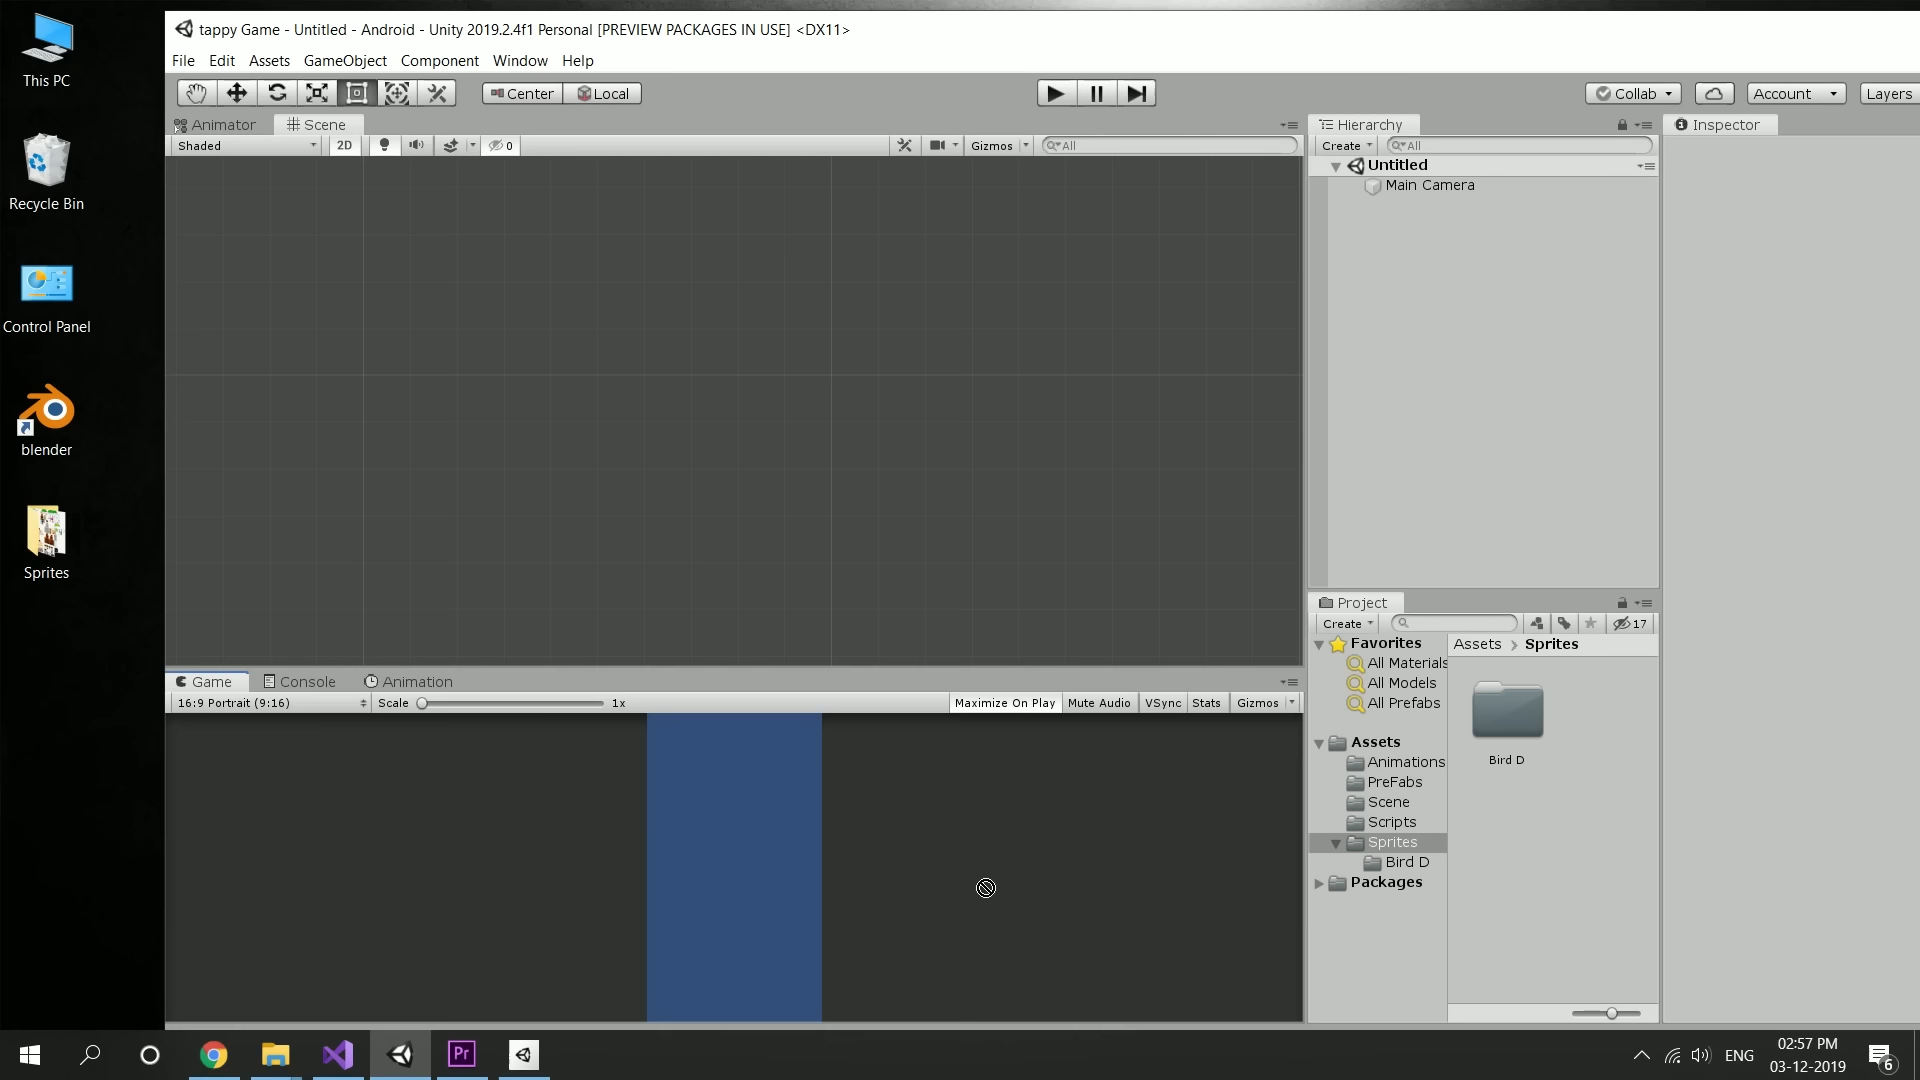 This PC
Recycle Bin
Control Panel
blender
Sprites
tappy Game - Untitled - Android - Unity 2019.2.4f1 Personal [PREVIEW PACKAGES IN USE] <DX11>
File Edit Assets GameObject Component Window Help
Center Local
Collab Account Layers
Animator Scene
Shaded 2D 0 Gizmos All
Hierarchy
Create All
Untitled
Main Camera
Inspector
Game Console Animation
16:9 Portrait (9:16) Scale 1x Maximize On Play Mute Audio VSync Stats Gizmos
Project
Create 17
Favorites
All Materials
All Models
All Prefabs
Assets
Animations
PreFabs
Scene
Scripts
Sprites
Bird D
Packages
Assets > Sprites
Bird D
Pr
ENG
02:57 PM
03-12-2019
6